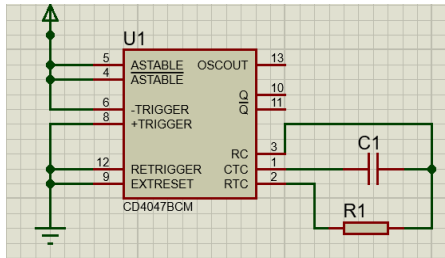 U1
5 ASTABLE OSCOUT 13
4 ASTABLE
Q 10
6 -TRIGGER Q 11
8 +TRIGGER
RC 3
12 RETRIGGER CTC 1
9 EXTRESET RTC 2
CD4047BCM
C1
R1